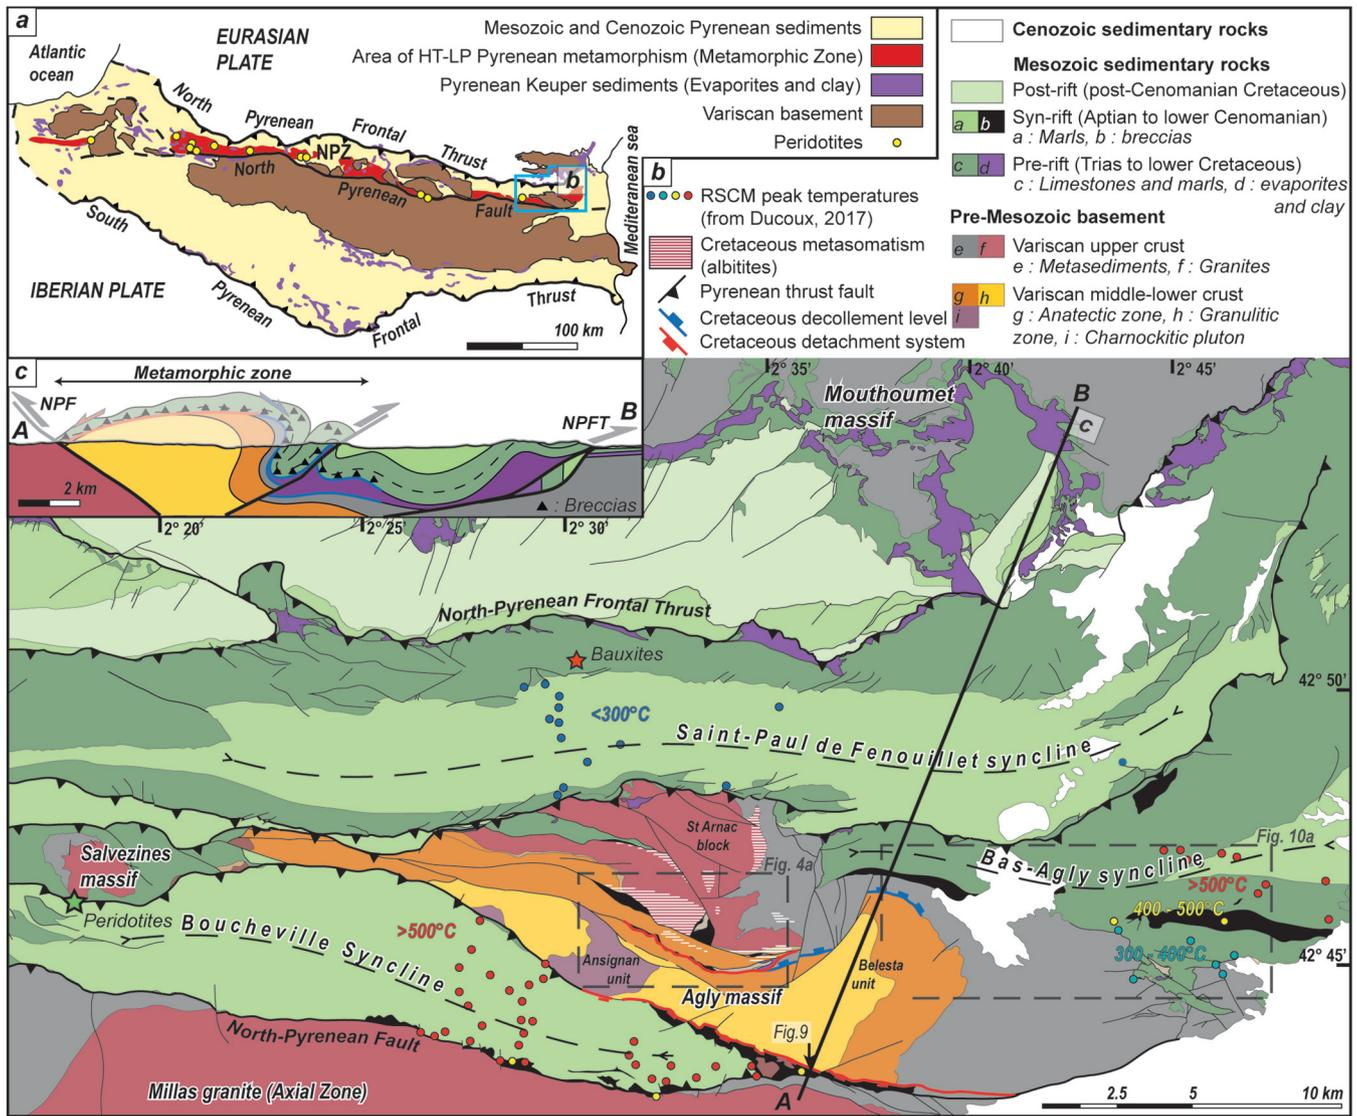 a
Atlantic
ocean
EURASIAN
PLATE
North
Pyrenean
Frontal
Thrust
NPZ
North
Pyrenean
Fault
b
Mediterranean sea
South
Pyrenean
Frontal
Thrust
IBERIAN PLATE
100 km
Mesozoic and Cenozoic Pyrenean sediments
Area of HT-LP Pyrenean metamorphism (Metamorphic Zone)
Pyrenean Keuper sediments (Evaporites and clay)
Variscan basement
Peridotites
Cenozoic sedimentary rocks
Mesozoic sedimentary rocks
Post-rift (post-Cenomanian Cretaceous)
a b Syn-rift (Aptian to lower Cenomanian)
a : Marls, b : breccias
c d Pre-rift (Trias to lower Cretaceous)
c : Limestones and marls, d : evaporites
and clay
Pre-Mesozoic basement
e f Variscan upper crust
e : Metasediments, f : Granites
g h Variscan middle-lower crust
i g : Anatectic zone, h : Granulitic
zone, i : Charnockitic pluton
b
RSCM peak temperatures
(from Ducoux, 2017)
Cretaceous metasomatism
(albitites)
Pyrenean thrust fault
Cretaceous decollement level
Cretaceous detachment system
c
Metamorphic zone
NPF
A
NPFT
B
2 km
▲ : Breccias
2° 20'
2° 25'
2° 30'
2° 35'
2° 40'
2° 45'
Mouthoumet
massif
B
c
North-Pyrenean Frontal Thrust
Bauxites
42° 50'
<300°C
Saint-Paul de Fenouillet syncline
St Arnac
block
Fig. 4a
Fig. 10a
Salvezines
massif
Bas-Agly syncline
>500°C
400 - 500°C
300 - 400°C
Peridotites
Boucheville Syncline
>500°C
Ansignan
unit
Belesta
unit
42° 45'
Agly massif
Fig.9
North-Pyrenean Fault
Millas granite (Axial Zone)
A
2.5 5 10 km